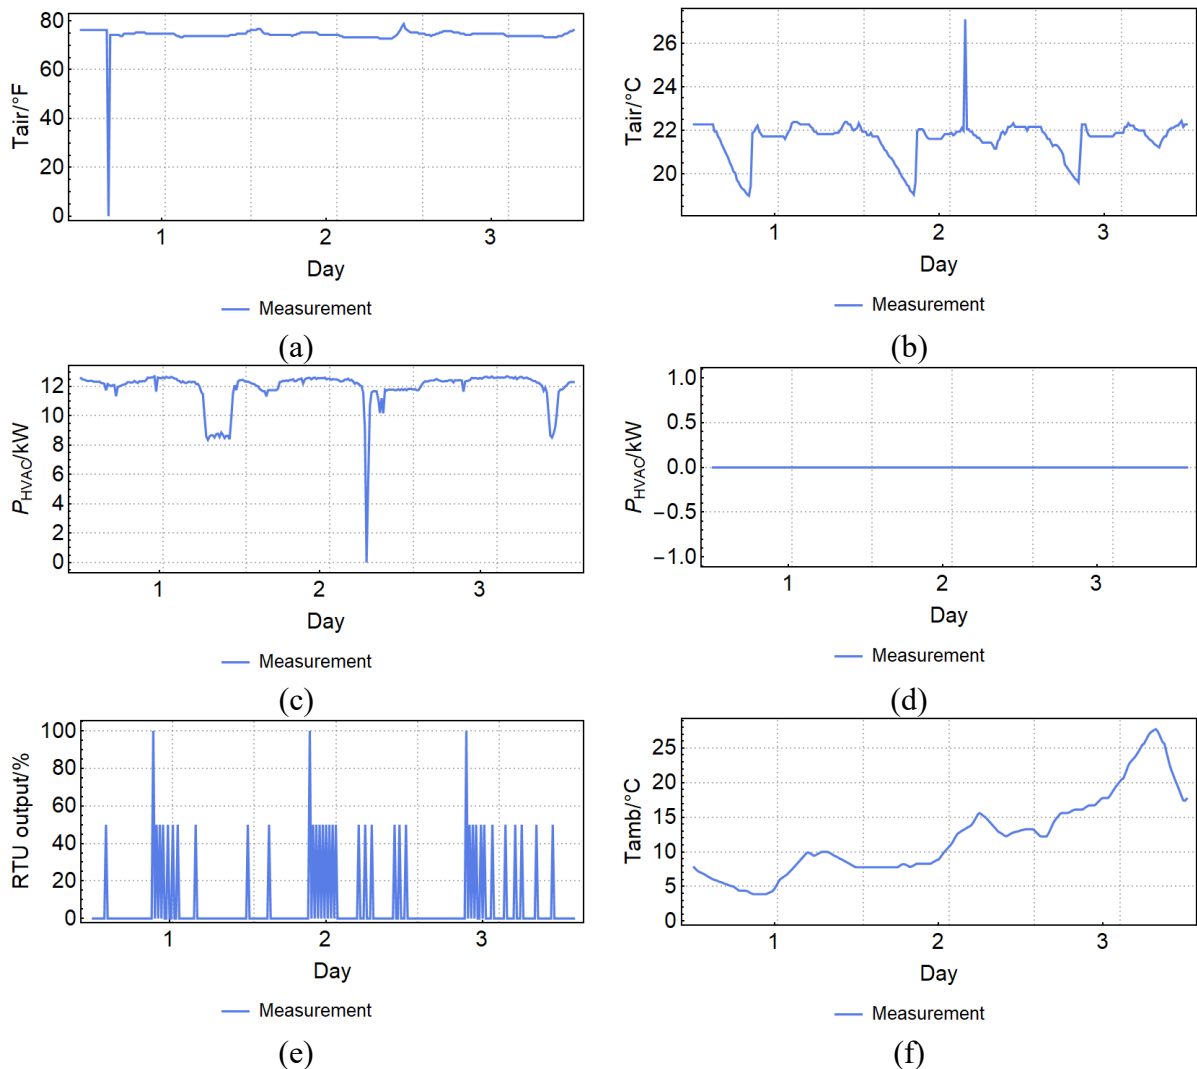 80
60
40
20
0
Tair/°F
1 2 3
Day
Measurement
(a)
26
24
22
20
Tair/°C
1 2 3
Day
Measurement
(b)
12
10
8
6
4
2
0
PHVAC/kW
1 2 3
Day
Measurement
(c)
1.0
0.5
0.0
−0.5
−1.0
PHVAC/kW
1 2 3
Day
Measurement
(d)
100
80
60
40
20
0
RTU output/%
1 2 3
Day
Measurement
(e)
25
20
15
10
5
0
Tamb/°C
1 2 3
Day
Measurement
(f)